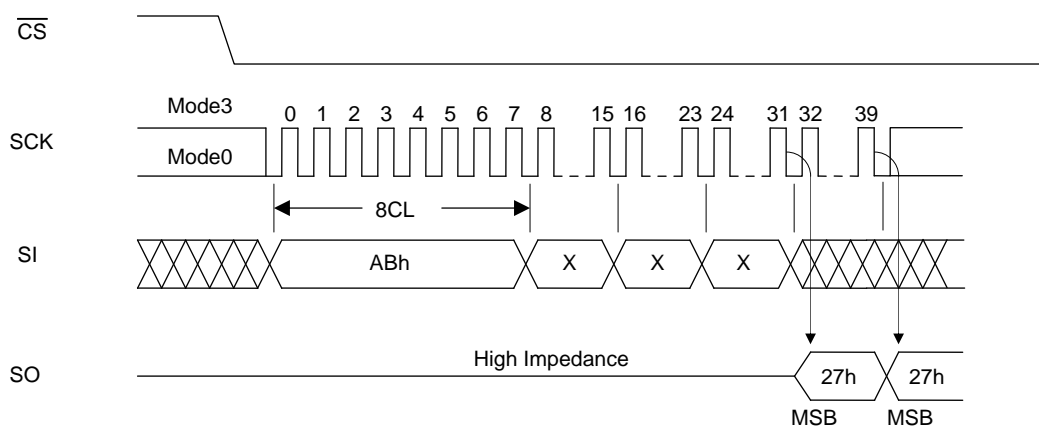 CS
Mode3
0 1 2 3 4 5 6 7 8 15 16 23 24 31 32 39
SCK
Mode0
8CL
SI
ABh X X X
High Impedance
SO
27h 27h
MSB MSB